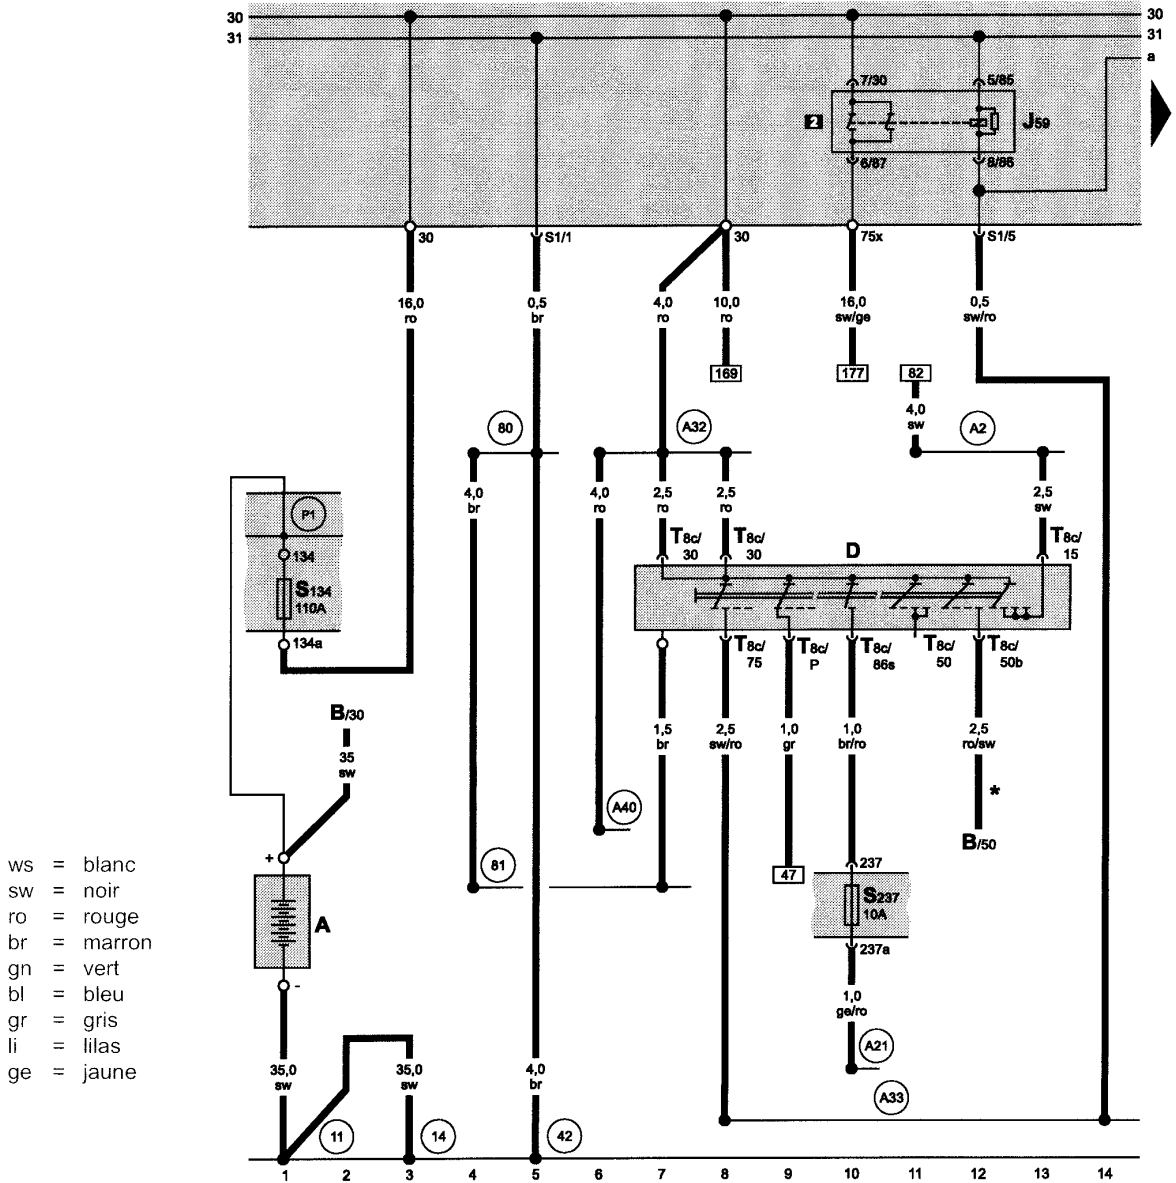 30
30
31
31
a
7/30
5/85
2
J59
6/87
8/86
30
S1/1
30
75x
S1/5
16,0
ro
0,5
br
4,0
ro
10,0
ro
16,0
sw/ge
0,5
sw/ro
169
177
82
4,0
sw
80
A32
A2
4,0
br
4,0
ro
2,5
ro
2,5
ro
2,5
sw
P1
T8c/
30
T8c/
30
D
T8c/
15
134
S134
110A
134a
T8c/
75
T8c/
P
T8c/
86s
T8c/
50
T8c/
50b
B/30
35
sw
1,5
br
2,5
sw/ro
1,0
gr
1,0
br/ro
2,5
ro/sw
*
A40
B/50
+
81
47
237
S237
10A
237a
A
-
ws = blanc
sw = noir
ro = rouge
br = marron
gn = vert
bl = bleu
gr = gris
li = lilas
ge = jaune
1,0
ge/ro
A21
35,0
sw
35,0
sw
4,0
br
A33
11
14
42
1 2 3 4 5 6 7 8 9 10 11 12 13 14